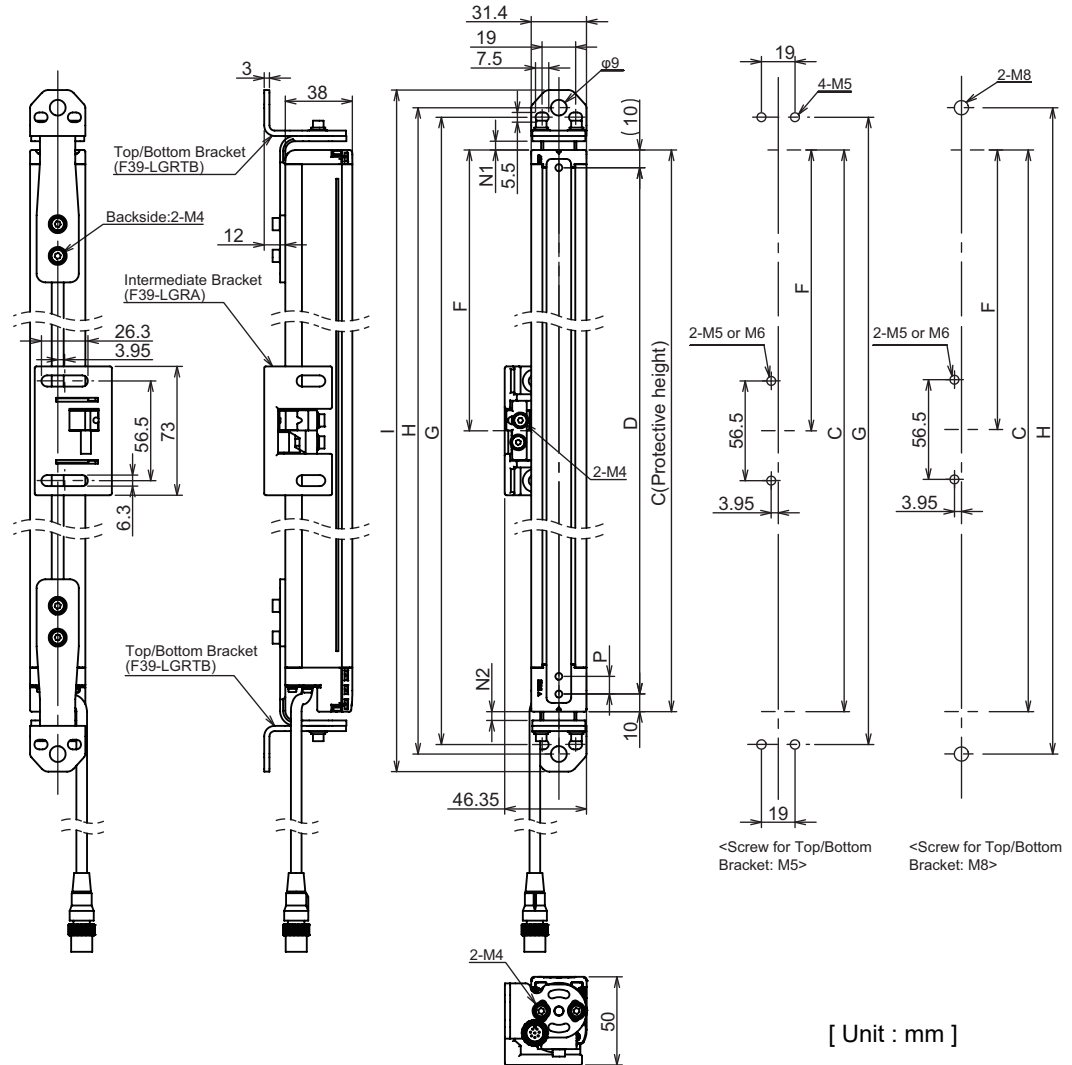 31.4
19
7.5
φ9
3
38
(10)
19
4-M5
2-M8
Top/Bottom Bracket
(F39-LGRTB)
N1
5.5
Backside:2-M4
12
Intermediate Bracket
(F39-LGRA)
F
F
F
26.3
3.95
C(Protective height)
2-M5 or M6
2-M5 or M6
56.5
73
I
H
G
D
56.5
C
G
56.5
C
H
2-M4
6.3
3.95
3.95
Top/Bottom Bracket
(F39-LGRTB)
N2
P
10
46.35
19
<Screw for Top/Bottom
Bracket: M5>
<Screw for Top/Bottom
Bracket: M8>
2-M4
50
[ Unit : mm ]